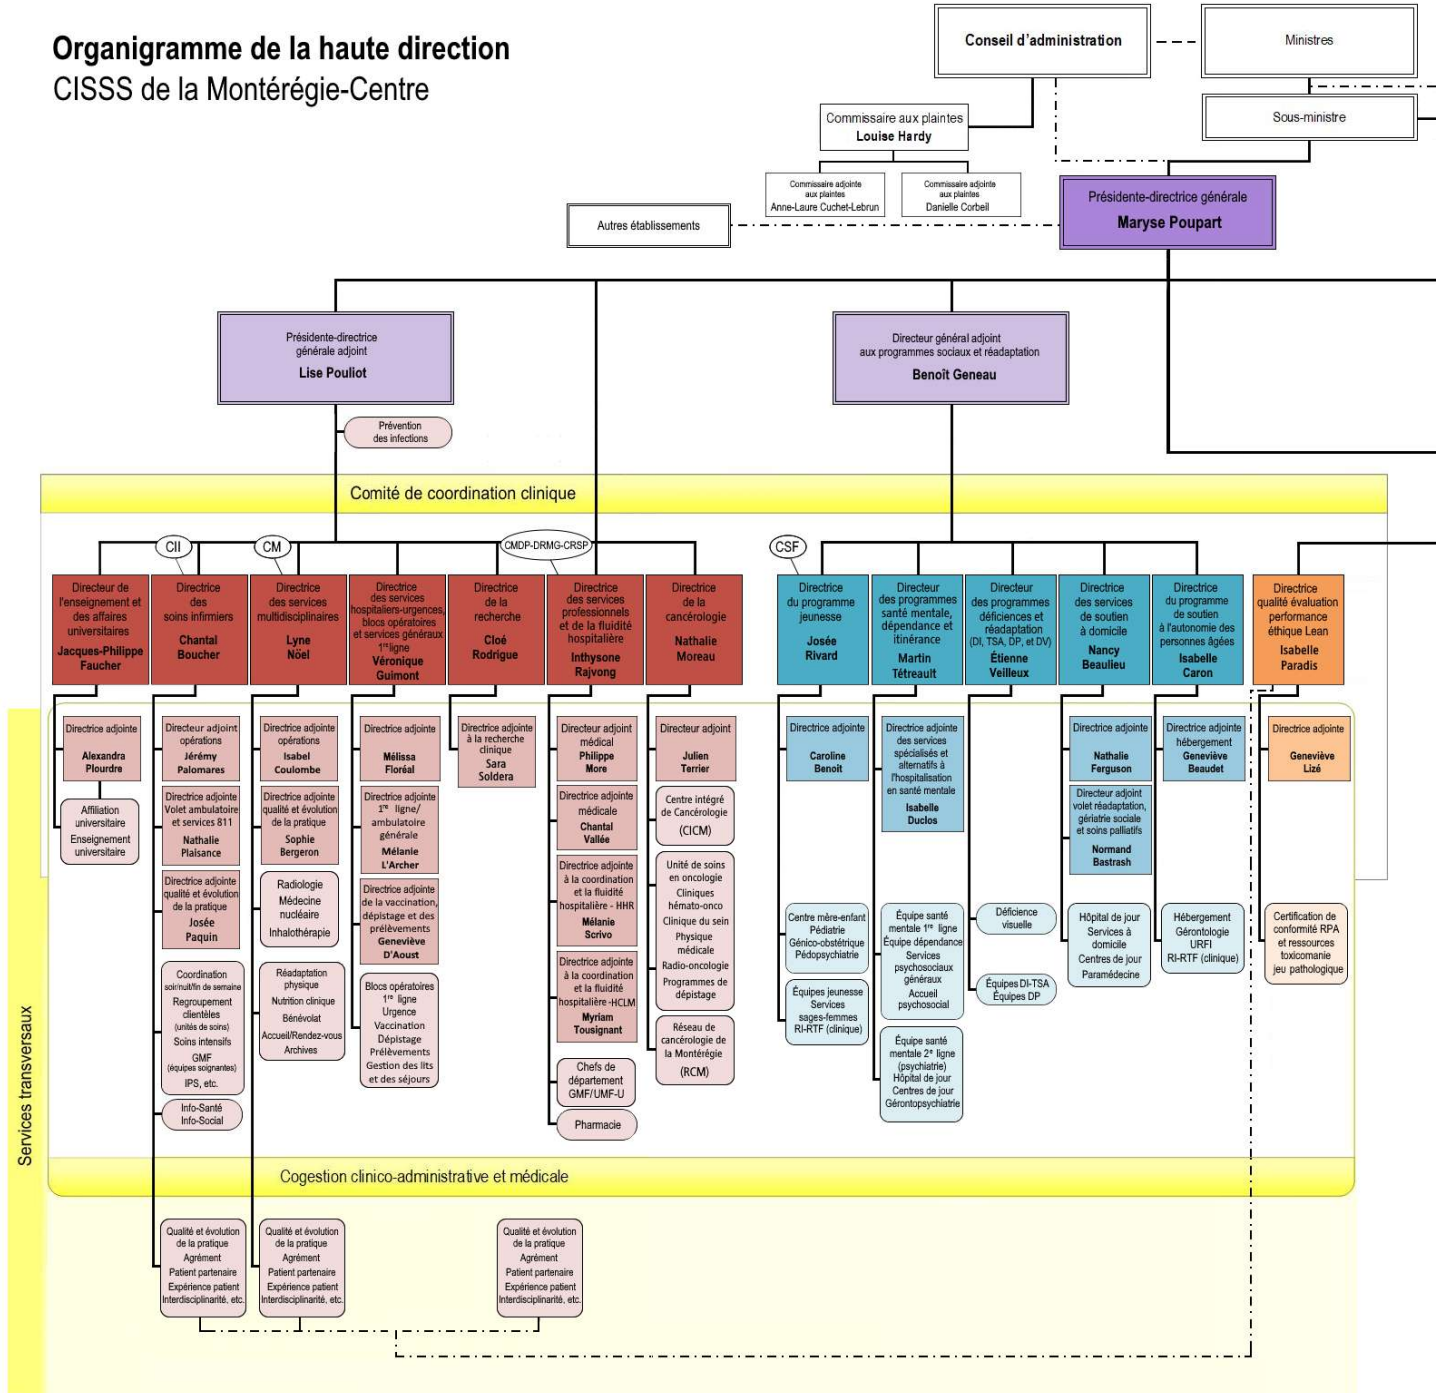 Organigramme de la haute direction
CISSS de la Montérégie-Centre
Conseil d'administration
Ministres
Sous-ministre
Commissaire aux plaintes
Louise Hardy
Commissaire adjointe
aux plaintes
Anne-Laure Cuchet-Lebrun
Commissaire adjointe
aux plaintes
Danielle Corbeil
Présidente-directrice générale
Maryse Poupart
Autres établissements
Présidente-directrice
générale adjoint
Lise Pouliot
Directeur général adjoint
aux programmes sociaux et réadaptation
Benoît Geneau
Prévention
des infections
Comité de coordination clinique
CII
CM
CMDP-DRMG-CRSP
CSF
Directeur de
l'enseignement et
des affaires
universitaires
Jacques-Philippe
Faucher
Directrice
des
soins infirmiers
Chantal
Boucher
Directrice
des services
multidisciplinaires
Lyne
Nöel
Directrice
des services
hospitaliers-urgences,
blocs opératoires
et services généraux
1re ligne
Véronique
Guimont
Directrice
de la
recherche
Cloé
Rodrigue
Directrice
des services
professionnels
et de la fluidité
hospitalière
Inthysone
Rajvong
Directrice
de la
cancérologie
Nathalie
Moreau
Directrice
du programme
jeunesse
Josée
Rivard
Directeur
des programmes
santé mentale,
dépendance et
itinérance
Martin
Tétreault
Directeur
des programmes
déficiences et
réadaptation
(DI, TSA, DP, et DV)
Étienne
Veilleux
Directrice
des services
de soutien
à domicile
Nancy
Beaulieu
Directrice
du programme
de soutien
à l'autonomie des
personnes âgées
Isabelle
Caron
Directrice
qualité évaluation
performance
éthique Lean
Isabelle
Paradis
Directrice adjointe
Alexandra
Plourdre
Affiliation
universitaire
Enseignement
universitaire
Directeur adjoint
opérations
Jérémy
Palomares
Directrice adjointe
Volet ambulatoire
et services 811
Nathalie
Plaisance
Directrice adjointe
qualité et évolution
de la pratique
Josée
Paquin
Coordination
soir/nuit/fin de semaine
Regroupement
clientèles
(unités de soins)
Soins intensifs
GMF
(équipes soignantes)
IPS, etc.
Info-Santé
Info-Social
Directrice adjointe
opérations
Isabel
Coulombe
Directrice adjointe
qualité et évolution
de la pratique
Sophie
Bergeron
Radiologie
Médecine
nucléaire
Inhalothérapie
Réadaptation
physique
Nutrition clinique
Bénévolat
Accueil/Rendez-vous
Archives
Directrice adjointe
Mélissa
Floréal
Directrice adjointe
1re ligne/
ambulatoire
générale
Mélanie
L'Archer
Directrice adjointe
de la vaccination,
dépistage et des
prélèvements
Geneviève
D'Aoust
Blocs opératoires
1re ligne
Urgence
Vaccination
Dépistage
Prélèvements
Gestion des lits
et des séjours
Directrice adjointe
à la recherche
clinique
Sara
Soldera
Directeur adjoint
médical
Philippe
More
Directrice adjointe
médicale
Chantal
Vallée
Directrice adjointe
à la coordination
et la fluidité
hospitalière - HHR
Mélanie
Scrivo
Directrice adjointe
à la coordination
et la fluidité
hospitalière -HCLM
Myriam
Tousignant
Chefs de
département
GMF/UMF-U
Pharmacie
Directeur adjoint
Julien
Terrier
Centre intégré
de Cancérologie
(CICM)
Unité de soins
en oncologie
Cliniques
hémato-onco
Clinique du sein
Physique
médicale
Radio-oncologie
Programmes
de dépistage
Réseau de
cancérologie de
la Montérégie
(RCM)
Directrice adjointe
Caroline
Benoit
Centre mère-enfant
Pédiatrie
Génico-obstétrique
Pédopsychiatrie
Équipes jeunesse
Services
sages-femmes
RI-RTF (clinique)
Directrice adjointe
des services
spécialisés et
alternatifs à
l'hospitalisation
en santé mentale
Isabelle
Duclos
Équipe santé
mentale 1re ligne
Équipe dépendance
Services
psychosociaux
généraux
Accueil
psychosocial
Équipe santé
mentale 2e ligne
(psychiatrie)
Hôpital de jour
Centres de jour
Gérontopsychiatrie
Déficience
visuelle
Équipes DI-TSA
Équipes DP
Directrice adjointe
Nathalie
Ferguson
Directeur adjoint
volet réadaptation,
gériatrie sociale
et soins palliatifs
Normand
Bastrash
Hôpital de jour
Services à
domicile
Centres de jour
Paramédecine
Directrice adjointe
hébergement
Geneviève
Beaudet
Hébergement
Gérontologie
URFI
RI-RTF (clinique)
Directrice adjointe
Geneviève
Lizé
Certification de
conformité RPA
et ressources
toxicomanie
jeu pathologique
Services transversaux
Cogestion clinico-administrative et médicale
Qualité et évolution
de la pratique
Agrément
Patient partenaire
Expérience patient
Interdisciplinarité, etc.
Qualité et évolution
de la pratique
Agrément
Patient partenaire
Expérience patient
Interdisciplinarité, etc.
Qualité et évolution
de la pratique
Agrément
Patient partenaire
Expérience patient
Interdisciplinarité, etc.